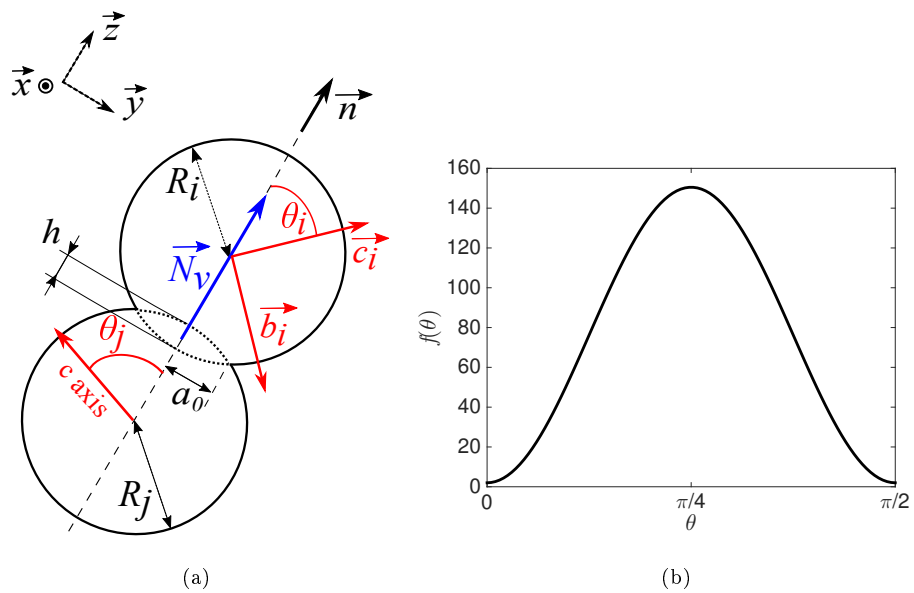 z
x
y
n
R_i
θ_i
h
N_v
c_i
b_i
θ_j
c axis
a_0'
R_j
(a)
160
140
120
100
80
60
40
20
0
f(θ)
0
π/4
π/2
θ
(b)